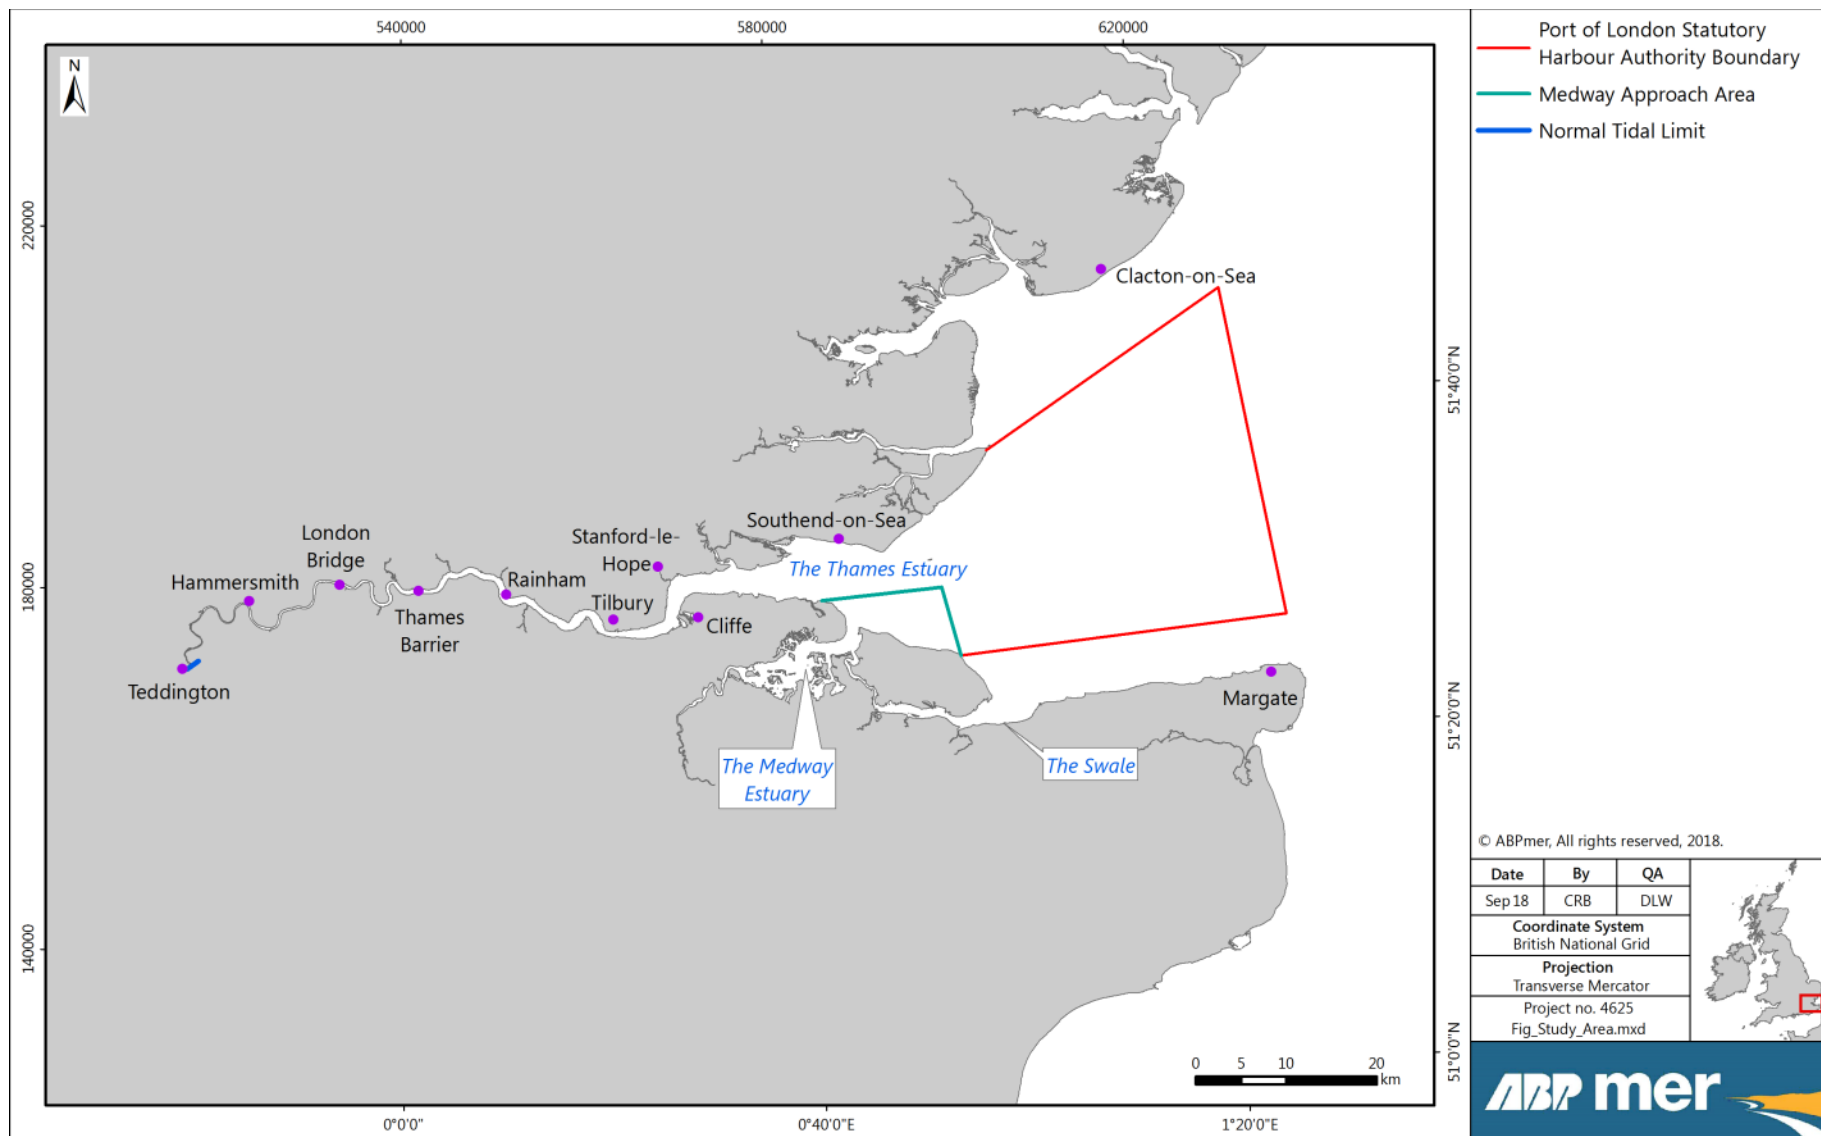 540000
580000
620000
N
220000
180000
140000
Clacton-on-Sea
Southend-on-Sea
The Thames Estuary
Stanford-le-
Hope
London
Bridge
Hammersmith
Rainham
Tilbury
Thames
Barrier
Cliffe
Teddington
Margate
The Medway
Estuary
The Swale
51°40'0"N
51°20'0"N
51°0'0"N
0 5 10 20
km
0°0'0"
0°40'0"E
1°20'0"E
Port of London Statutory
Harbour Authority Boundary
Medway Approach Area
Normal Tidal Limit
© ABPmer, All rights reserved, 2018.
Date By QA
Sep 18 CRB DLW
Coordinate System
British National Grid
Projection
Transverse Mercator
Project no. 4625
Fig_Study_Area.mxd
ABP mer